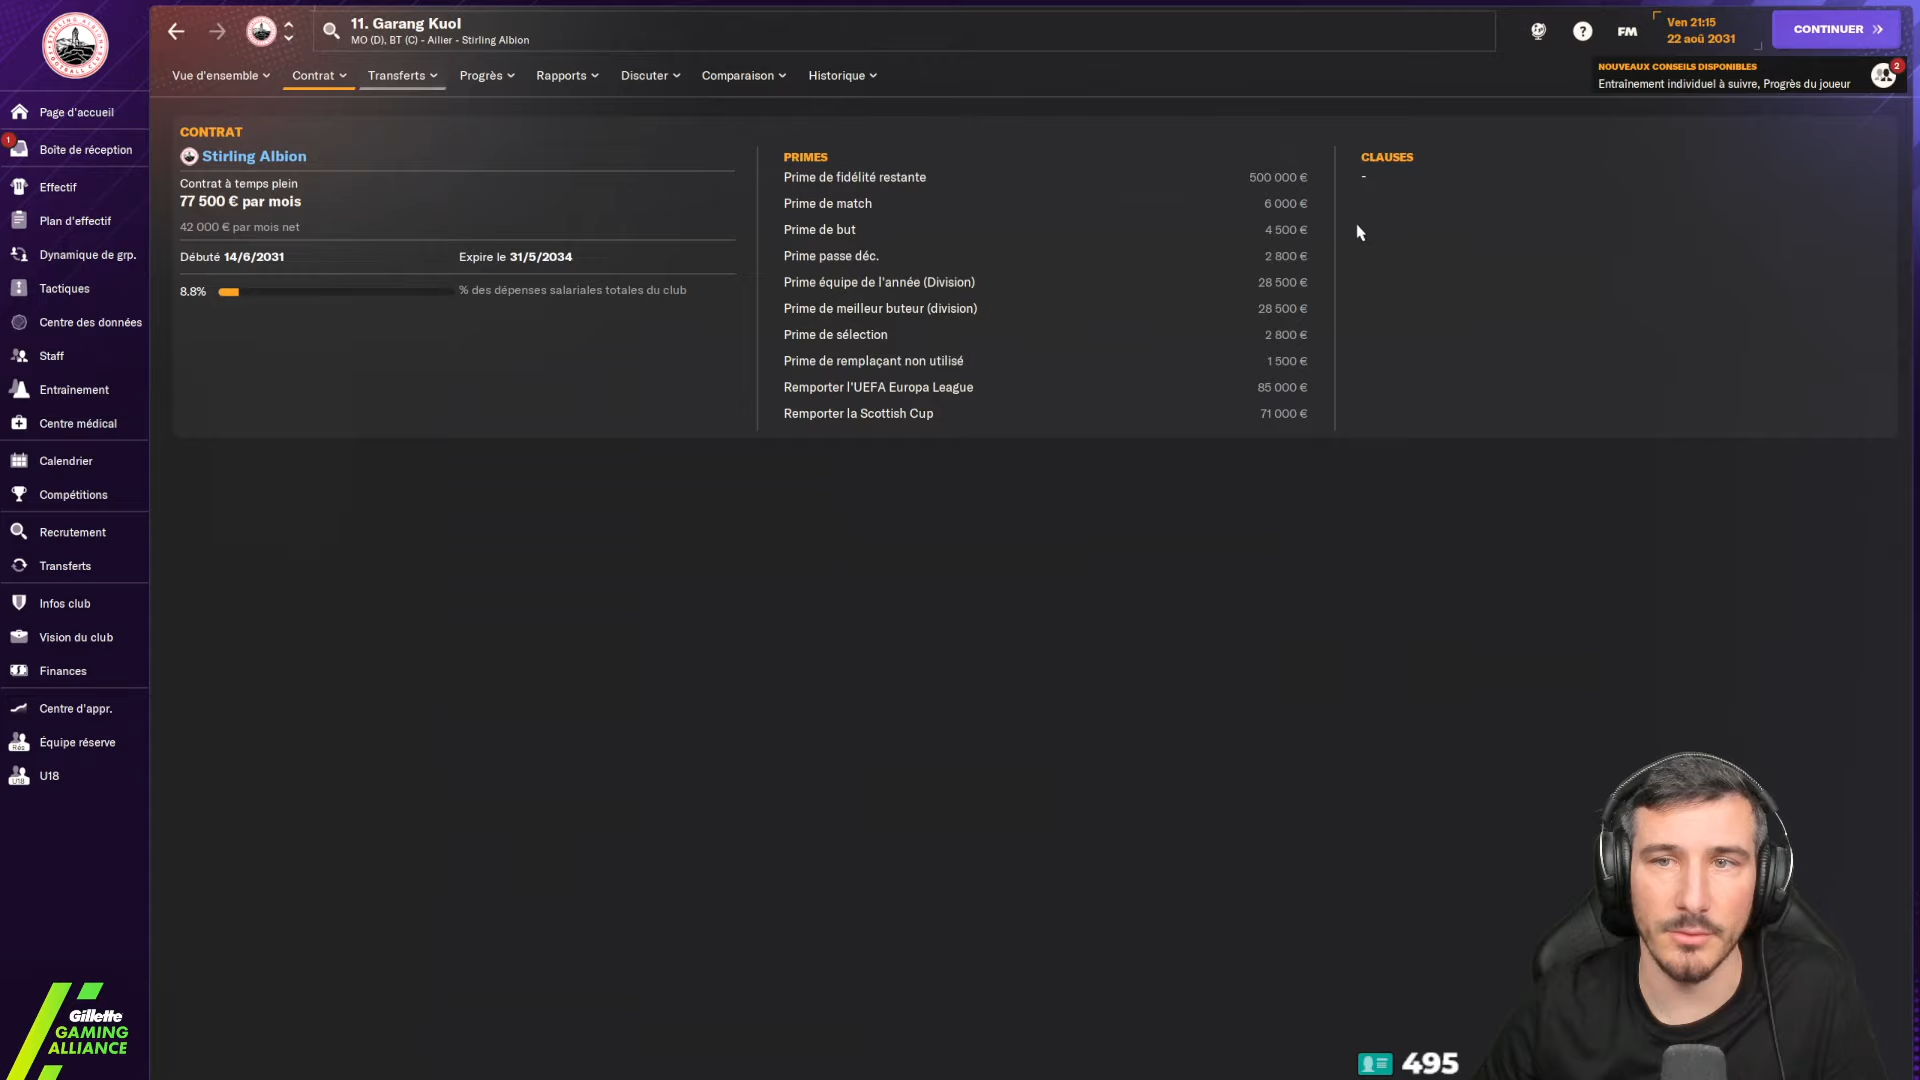 11. Garang Kuol
MO (D), BT (C) - Ailier - Stirling Albion
FM
Ven 21:15
22 aoû 2031
CONTINUER
Vue d'ensemble
Contrat
Transferts
Progrès
Rapports
Discuter
Comparaison
Historique
NOUVEAUX CONSEILS DISPONIBLES
Entraînement individuel à suivre, Progrès du joueur
2
Page d'accueil
1
Boîte de réception
Effectif
Plan d'effectif
Dynamique de grp.
Tactiques
Centre des données
Staff
Entraînement
Centre médical
Calendrier
Compétitions
Recrutement
Transferts
Infos club
Vision du club
Finances
Centre d'appr.
Équipe réserve
U18
CONTRAT
Stirling Albion
Contrat à temps plein
77 500 € par mois
42 000 € par mois net
Débuté 14/6/2031
Expire le 31/5/2034
8.8%
% des dépenses salariales totales du club
PRIMES
Prime de fidélité restante 500 000 €
Prime de match 6 000 €
Prime de but 4 500 €
Prime passe déc. 2 800 €
Prime équipe de l'année (Division) 28 500 €
Prime de meilleur buteur (division) 28 500 €
Prime de sélection 2 800 €
Prime de remplaçant non utilisé 1 500 €
Remporter l'UEFA Europa League 85 000 €
Remporter la Scottish Cup 71 000 €
CLAUSES
-
Gillette
GAMING
ALLIANCE
495